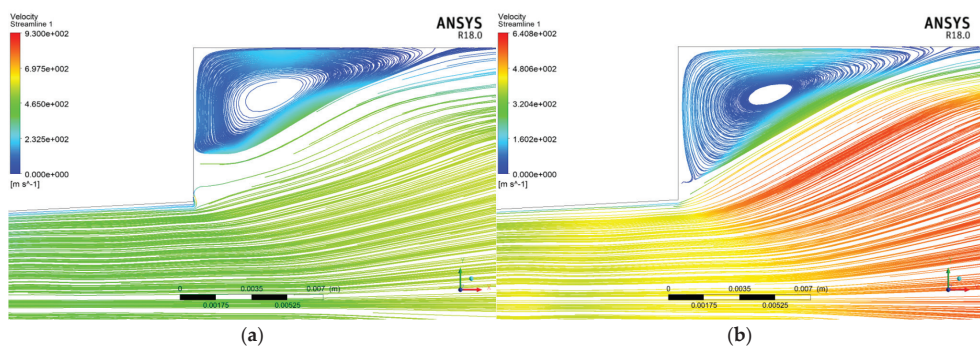 Velocity
Streamline 1
9.300e+002
6.975e+002
4.650e+002
2.325e+002
0.000e+000
[m s^-1]
ANSYS
R18.0
0 0.0035 0.007 (m)
0.00175 0.00525
(a)
Velocity
Streamline 1
6.408e+002
4.806e+002
3.204e+002
1.602e+002
0.000e+000
[m s^-1]
ANSYS
R18.0
0 0.0035 0.007 (m)
0.00175 0.00525
(b)